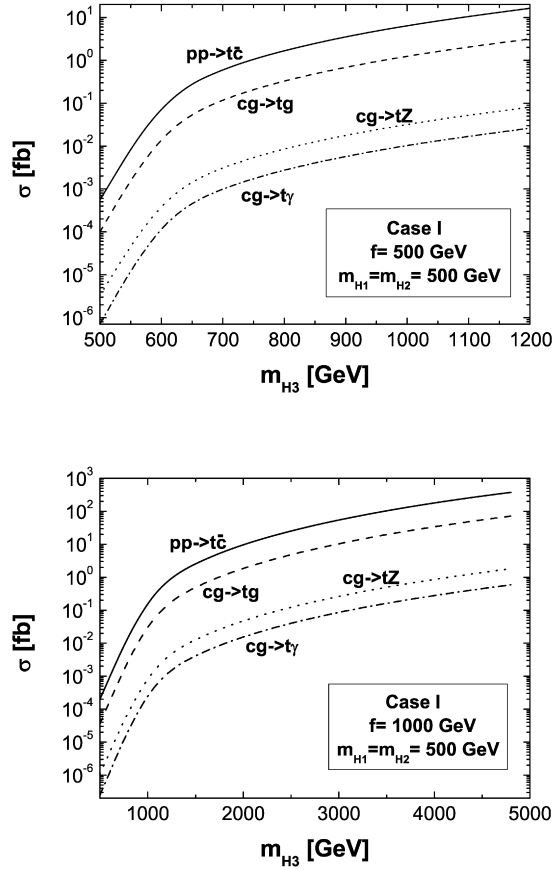 10^1
10^0
10^-1
10^-2
10^-3
10^-4
10^-5
10^-6
σ [fb]
pp->tc̄
cg->tg
cg->tZ
cg->tγ
Case I
f= 500 GeV
m_H1=m_H2= 500 GeV
500 600 700 800 900 1000 1100 1200
m_H3 [GeV]
10^3
10^2
10^1
10^0
10^-1
10^-2
10^-3
10^-4
10^-5
10^-6
σ [fb]
pp->tc̄
cg->tg
cg->tZ
cg->tγ
Case I
f= 1000 GeV
m_H1=m_H2= 500 GeV
1000 2000 3000 4000 5000
m_H3 [GeV]